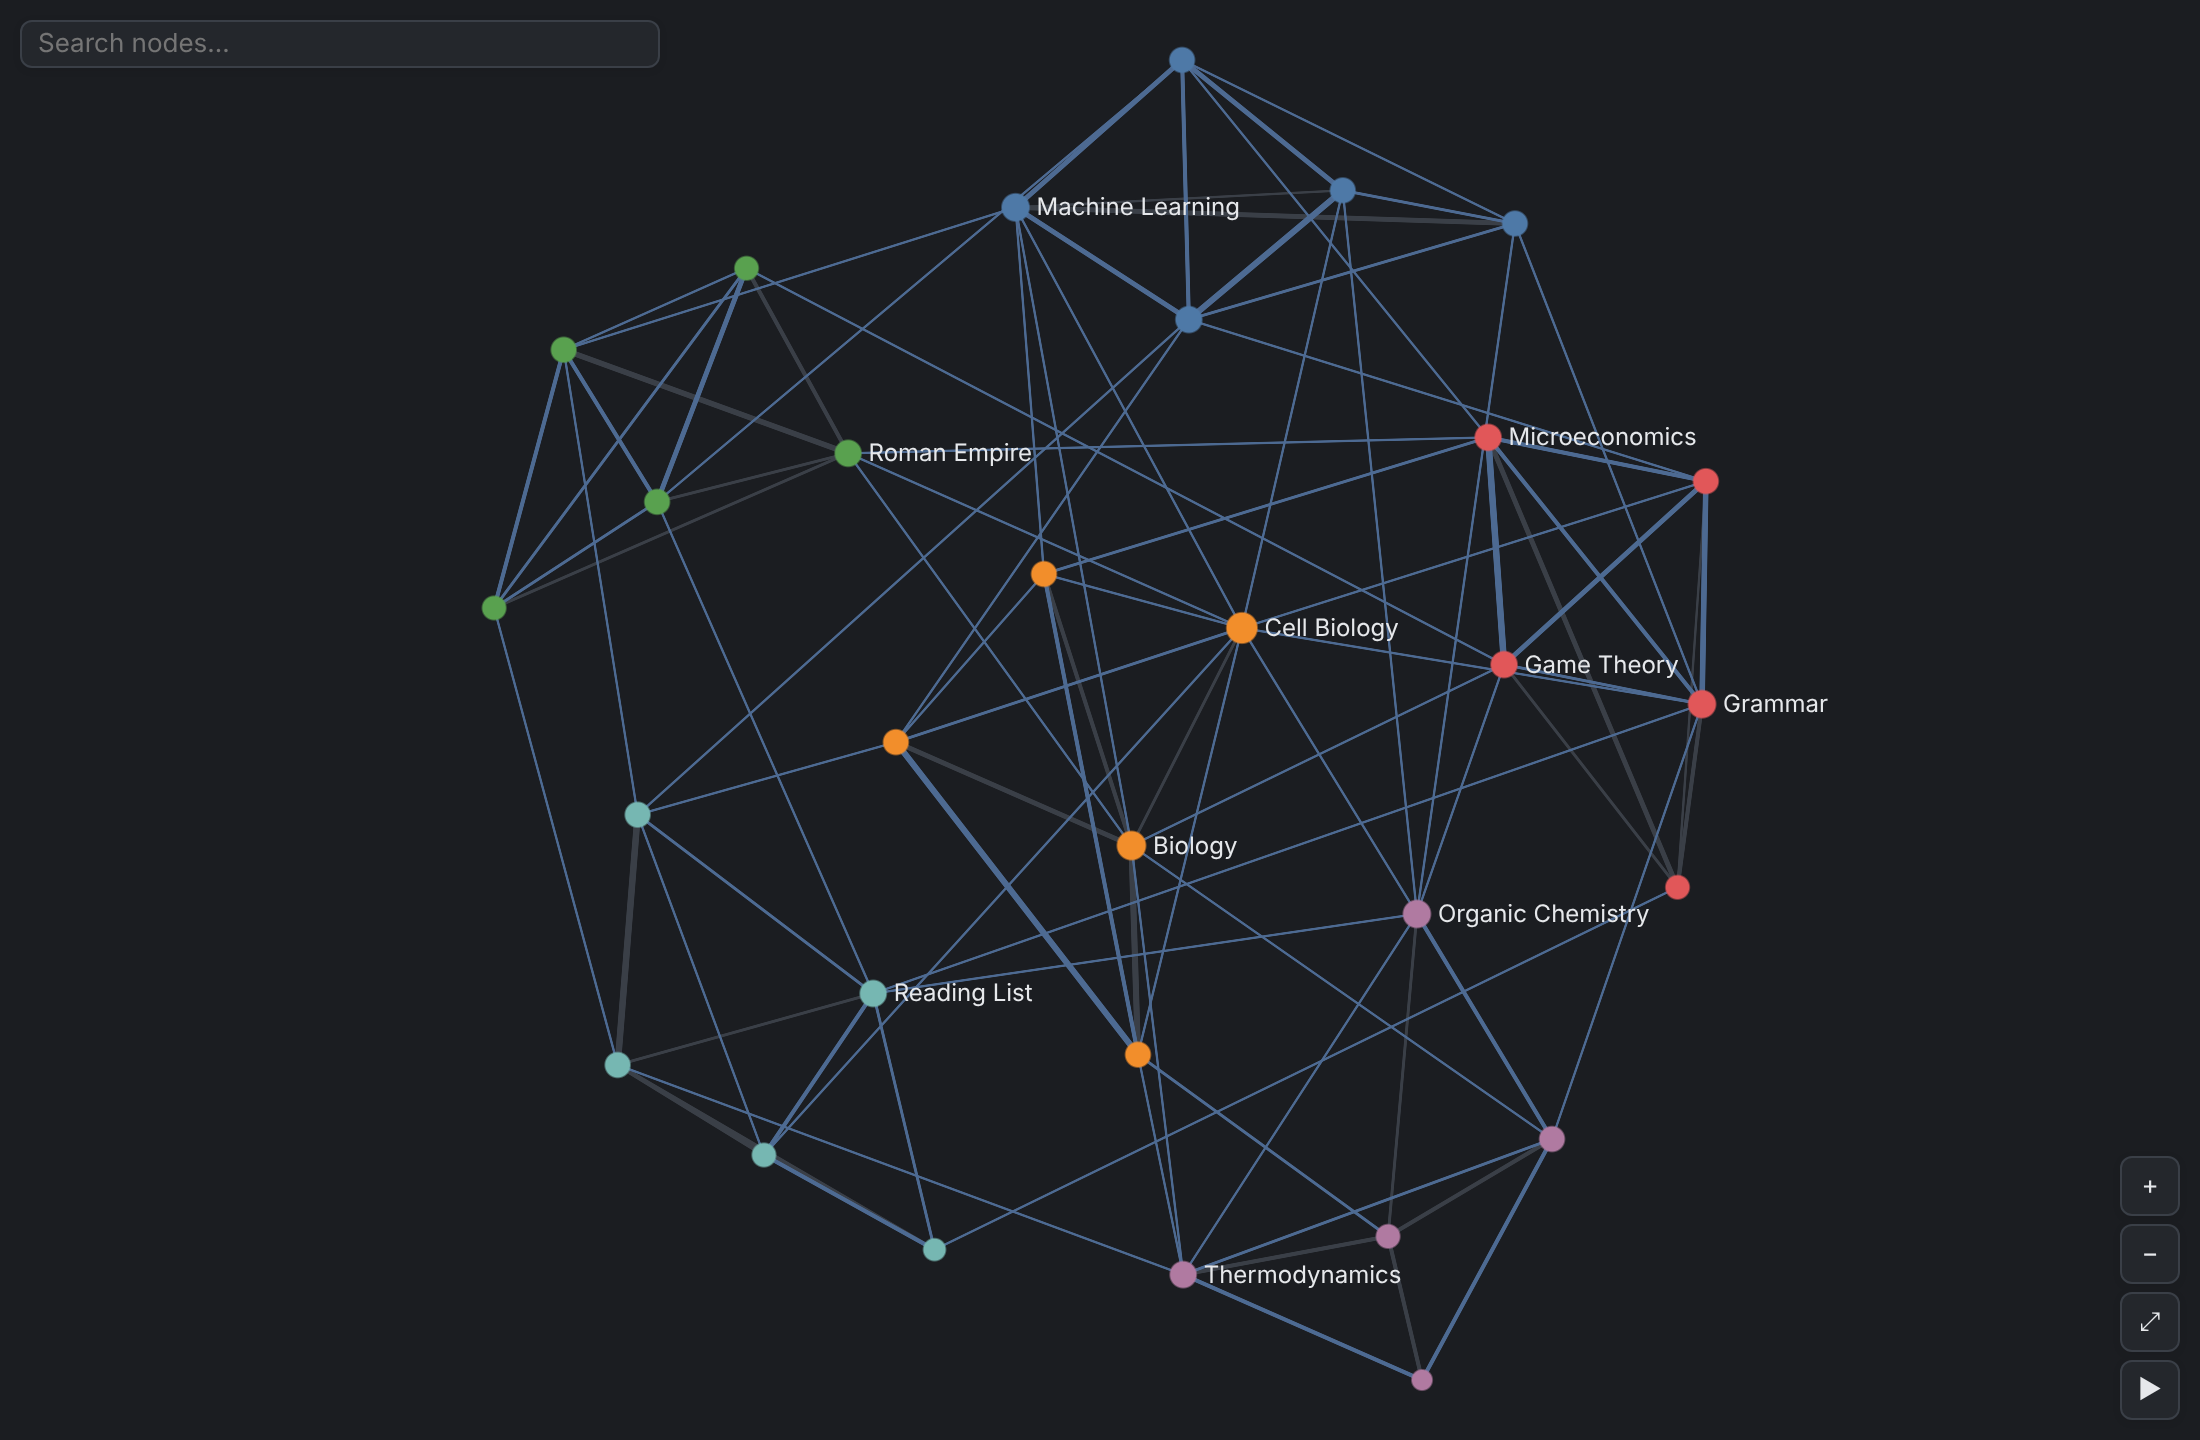 Search nodes...
Machine Learning
Microeconomics
Roman Empire
Cell Biology
Game Theory
Grammar
Biology
Organic Chemistry
Reading List
+
−
Thermodynamics